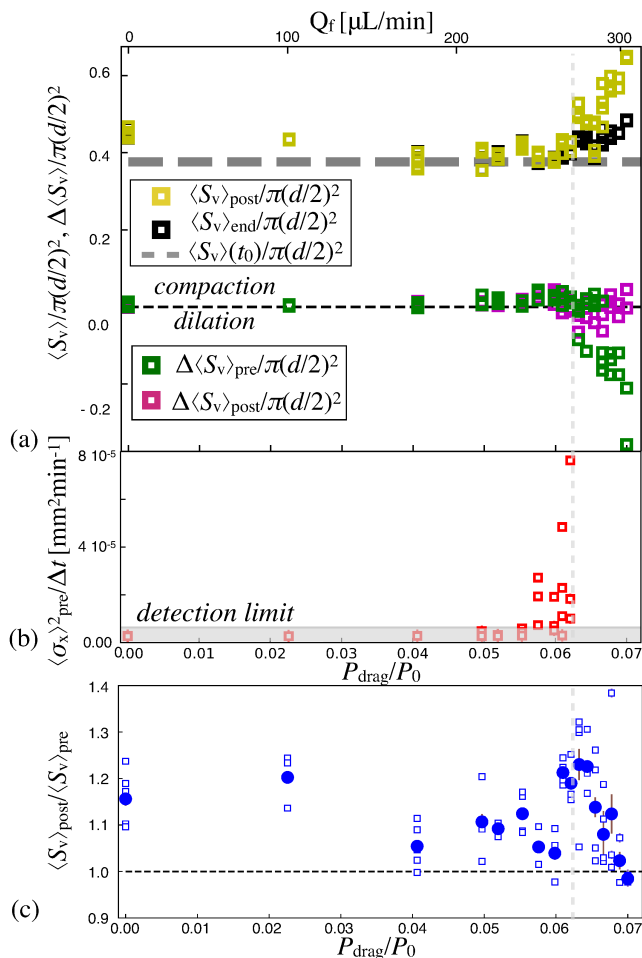 Q_f [μL/min]
0 100 200 300
⟨S_v⟩/π(d/2)², Δ⟨S_v⟩/π(d/2)²
0.6
0.4
0.2
0.0
- 0.2
⟨S_v⟩_post/π(d/2)²
⟨S_v⟩_end/π(d/2)²
⟨S_v⟩(t_0)/π(d/2)²
compaction
dilation
Δ⟨S_v⟩_pre/π(d/2)²
Δ⟨S_v⟩_post/π(d/2)²
(a)
⟨σ_x⟩²_pre/Δt [mm²min⁻¹]
8 10⁻⁵
4 10⁻⁵
0.00
detection limit
(b)
0.00 0.01 0.02 0.03 0.04 0.05 0.06 0.07
P_drag/P_0
⟨S_v⟩_post/⟨S_v⟩_pre
1.4
1.3
1.2
1.1
1.0
0.9
(c)
0.00 0.01 0.02 0.03 0.04 0.05 0.06 0.07
P_drag/P_0